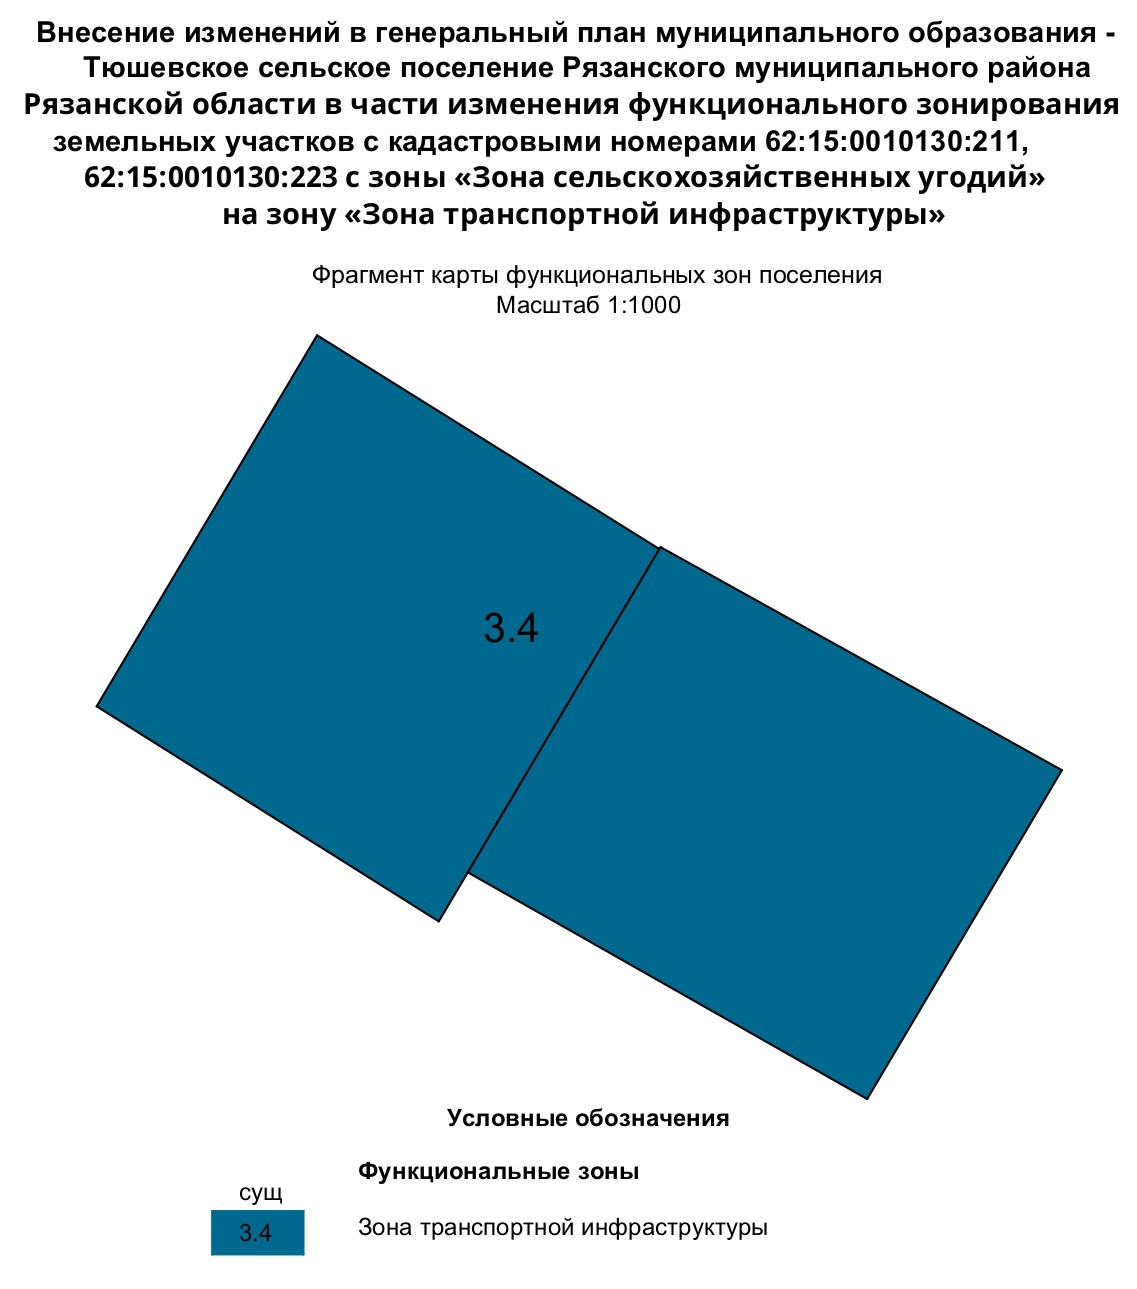 Внесение изменений в генеральный план муниципального образования -
Тюшевское сельское поселение Рязанского муниципального района
Рязанской области в части изменения функционального зонирования
земельных участков с кадастровыми номерами 62:15:0010130:211,
62:15:0010130:223 с зоны «Зона сельскохозяйственных угодий»
на зону «Зона транспортной инфраструктуры»
Фрагмент карты функциональных зон поселения
Масштаб 1:1000
3.4
Условные обозначения
Функциональные зоны
сущ
3.4 Зона транспортной инфраструктуры